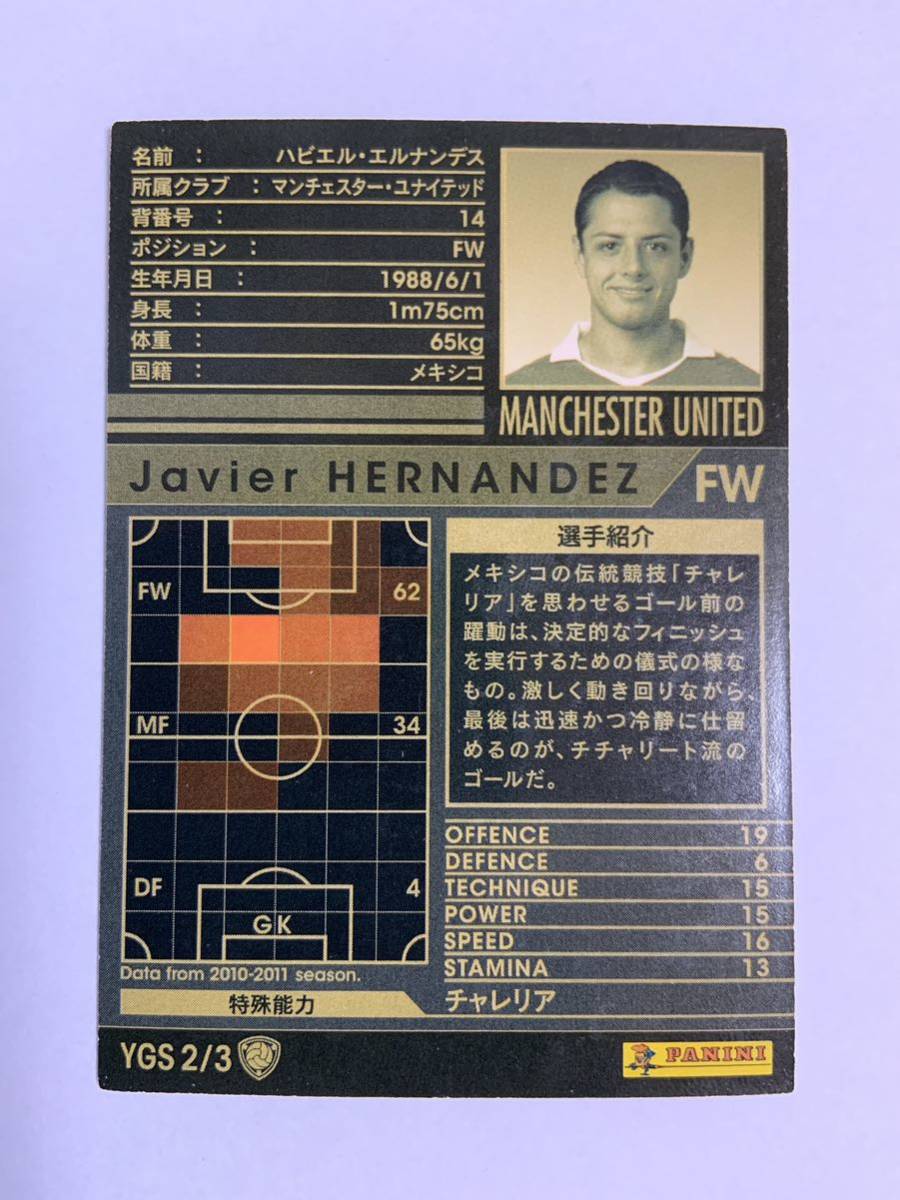 名前 : ハビエル・エルナンデス
所属クラブ : マンチェスター・ユナイテッド
背番号 : 14
ポジション : FW
生年月日 : 1988/6/1
身長 : 1m75cm
体重 : 65kg
国籍 : メキシコ
MANCHESTER UNITED
Javier HERNANDEZ FW
FW 62
MF 34
DF 4
GK
Data from 2010-2011 season.
選手紹介
メキシコの伝統競技「チャレ
リア」を思わせるゴール前の
躍動は、決定的なフィニッシュ
を実行するための儀式の様な
もの。激しく動き回りながら、
最後は迅速かつ冷静に仕留
めるのが、チチャリート流の
ゴールだ。
OFFENCE 19
DEFENCE 6
TECHNIQUE 15
POWER 15
SPEED 16
STAMINA 13
特殊能力 チャレリア
YGS 2/3
PANINI